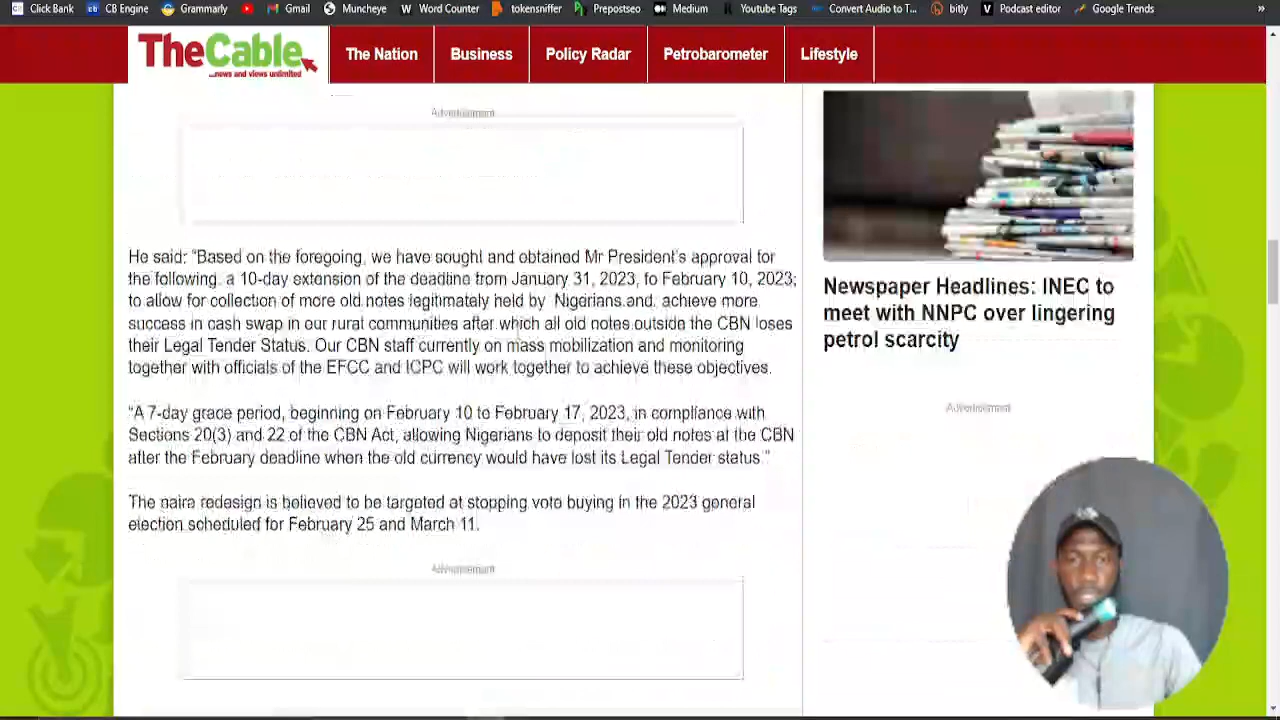 Click Bank CB Engine Grammarly Gmail Muncheye Word Counter tokensniffer Prepostseo Medium Youtube Tags Convert Audio to T... bitly Podcast editor Google Trends
TheCable
...news and views unlimited
The Nation Business Policy Radar Petrobarometer Lifestyle
Advertisement
He said: “Based on the foregoing, we have sought and obtained Mr President’s approval for
the following: a 10-day extension of the deadline from January 31, 2023, to February 10, 2023;
to allow for collection of more old notes legitimately held by Nigerians and achieve more
success in cash swap in our rural communities after which all old notes outside the CBN loses
their Legal Tender Status. Our CBN staff currently on mass mobilization and monitoring
together with officials of the EFCC and ICPC will work together to achieve these objectives.
“A 7-day grace period, beginning on February 10 to February 17, 2023, in compliance with
Sections 20(3) and 22 of the CBN Act, allowing Nigerians to deposit their old notes at the CBN
after the February deadline when the old currency would have lost its Legal Tender status.”
The naira redesign is believed to be targeted at stopping vote buying in the 2023 general
election scheduled for February 25 and March 11.
Advertisement
Newspaper Headlines: INEC to
meet with NNPC over lingering
petrol scarcity
Advertisement